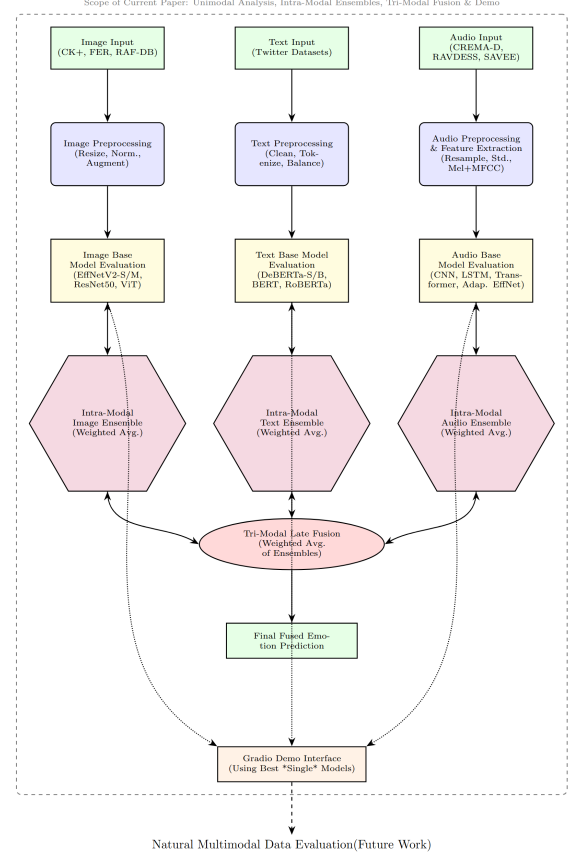 Scope of Current Paper: Unimodal Analysis, Intra-Modal Ensembles, Tri-Modal Fusion & Demo
Image Input
(CK+, FER, RAF-DB)
Text Input
(Twitter Datasets)
Audio Input
(CREMA-D,
RAVDESS, SAVEE)
Image Preprocessing
(Resize, Norm.,
Augment)
Text Preprocessing
(Clean, Tok-
enize, Balance)
Audio Preprocessing
& Feature Extraction
(Resample, Std.,
Mel+MFCC)
Image Base
Model Evaluation
(EffNetV2-S/M,
ResNet50, ViT)
Text Base Model
Evaluation
(DeBERTa-S/B,
BERT, RoBERTa)
Audio Base
Model Evaluation
(CNN, LSTM, Trans-
former, Adap. EffNet)
Intra-Modal
Image Ensemble
(Weighted Avg.)
Intra-Modal
Text Ensemble
(Weighted Avg.)
Intra-Modal
Audio Ensemble
(Weighted Avg.)
Tri-Modal Late Fusion
(Weighted Avg.
of Ensembles)
Final Fused Emo-
tion Prediction
Gradio Demo Interface
(Using Best *Single* Models)
Natural Multimodal Data Evaluation(Future Work)